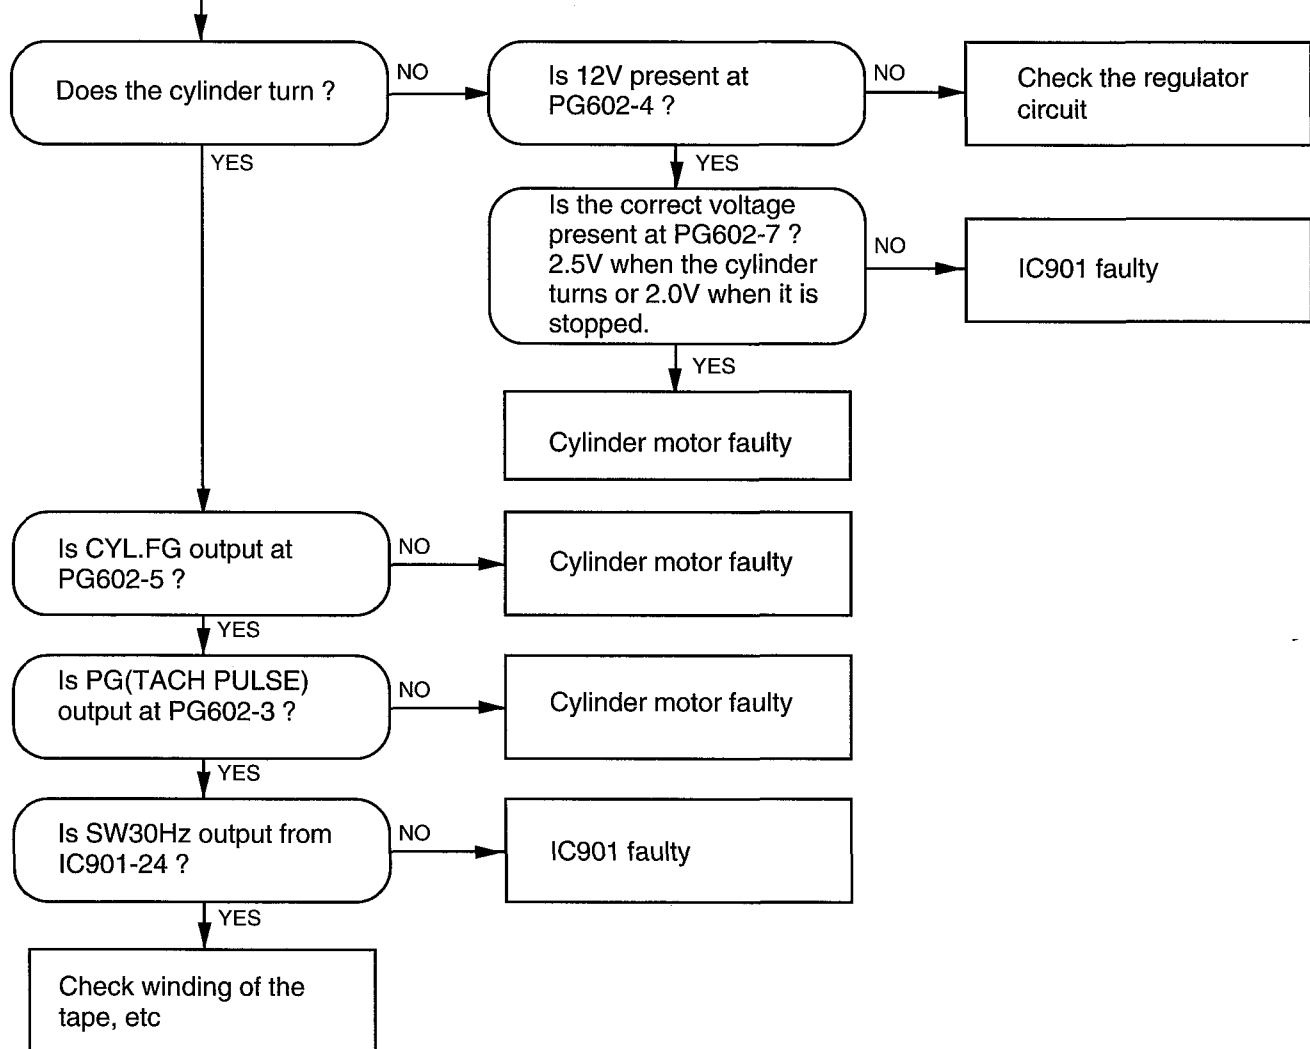 Does the cylinder turn ?
NO
Is 12V present at
PG602-4 ?
NO
Check the regulator
circuit
YES
YES
Is the correct voltage
present at PG602-7 ?
2.5V when the cylinder
turns or 2.0V when it is
stopped.
NO
IC901 faulty
YES
Cylinder motor faulty
Is CYL.FG output at
PG602-5 ?
NO
Cylinder motor faulty
YES
Is PG(TACH PULSE)
output at PG602-3 ?
NO
Cylinder motor faulty
YES
Is SW30Hz output from
IC901-24 ?
NO
IC901 faulty
YES
Check winding of the
tape, etc